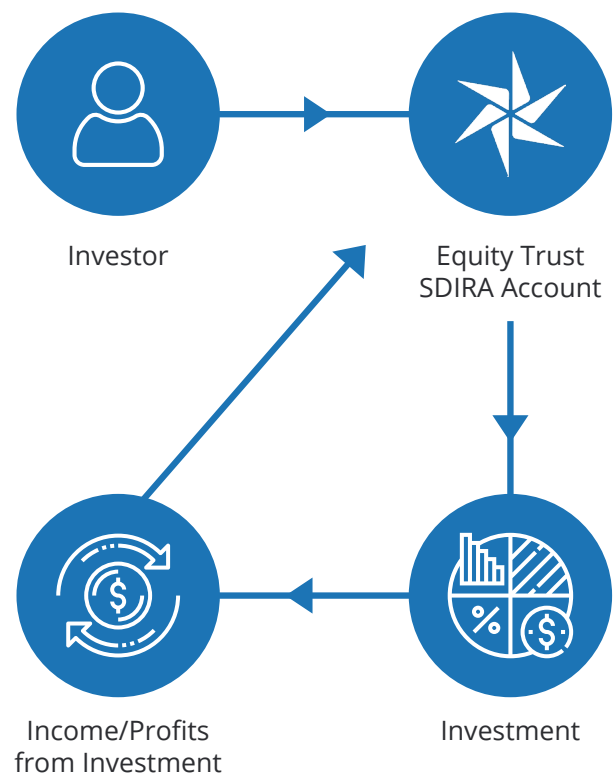 Investor
Equity Trust
SDIRA Account
$
%
$
Income/Profits
from Investment
Investment